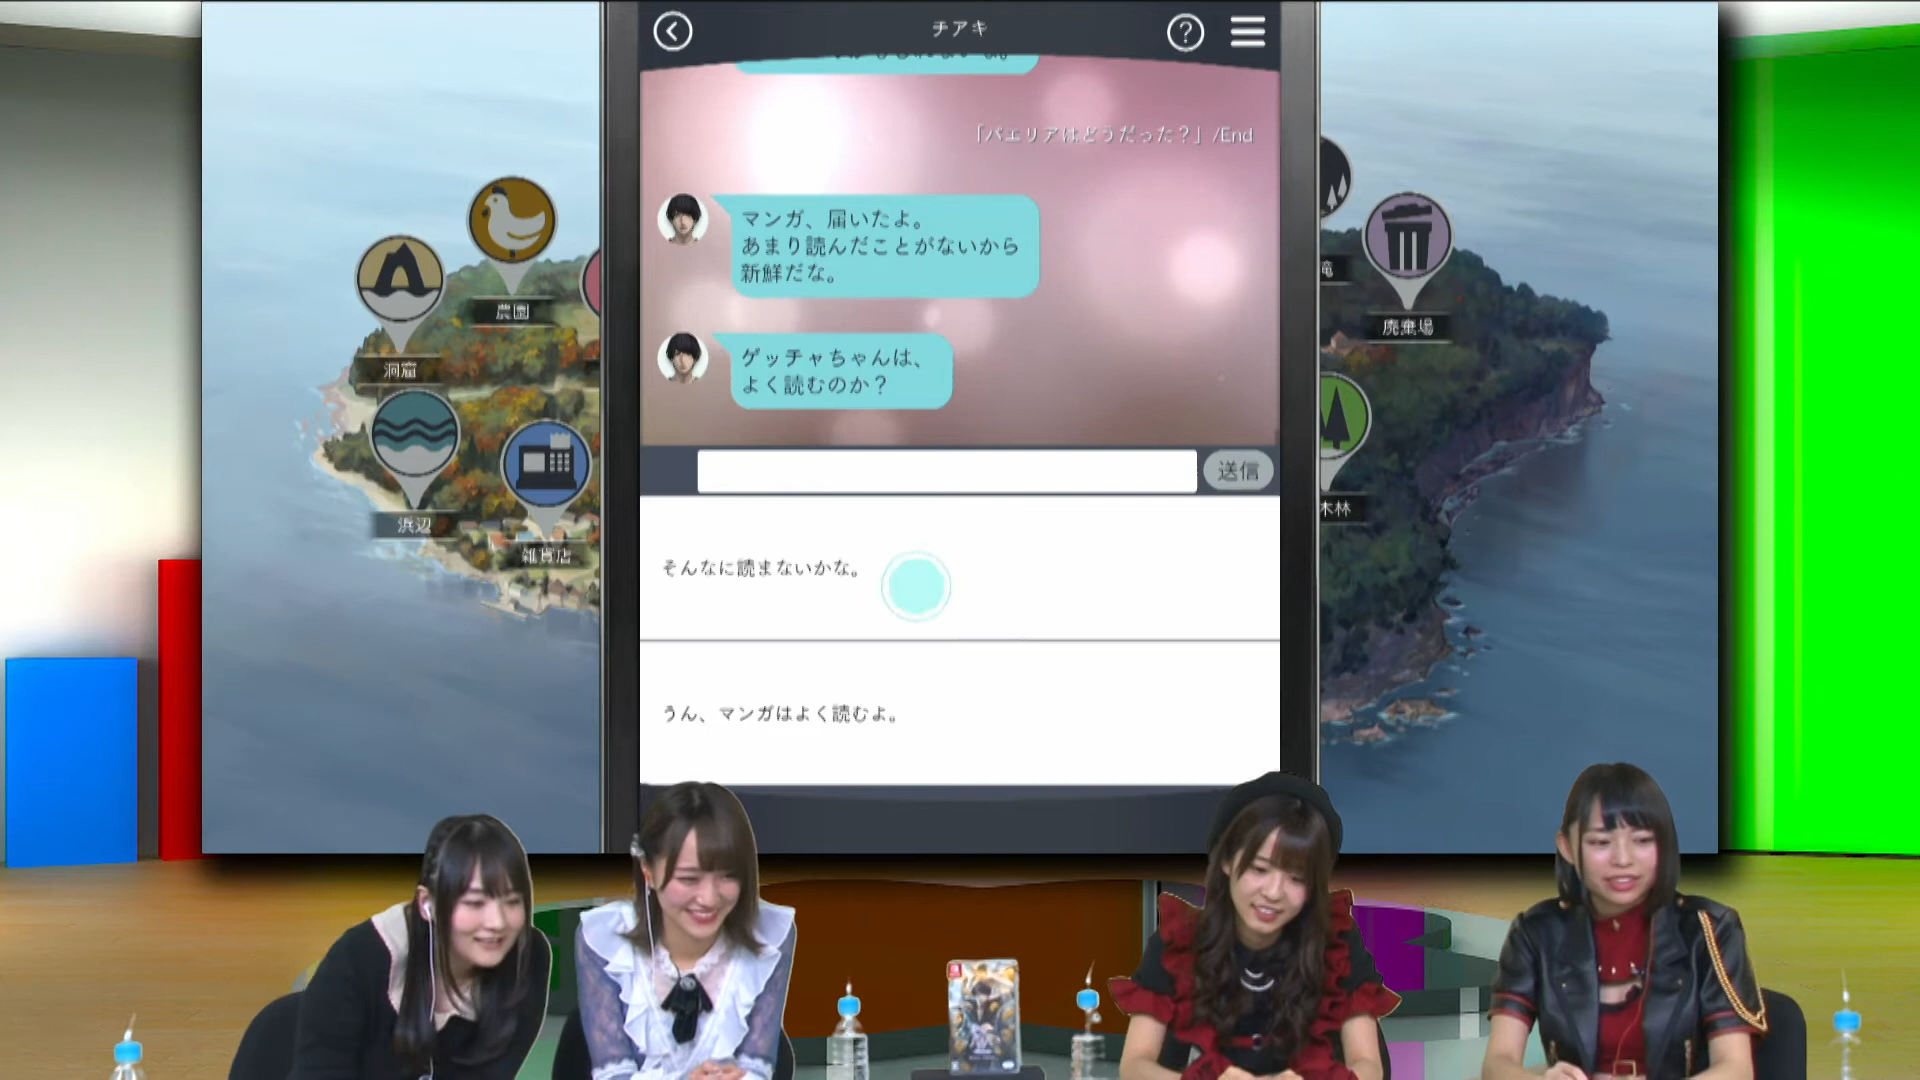 チアキ
「パエリアはどうだった？」/End
マンガ、届いたよ。
あまり読んだことがないから
新鮮だな。
ゲッチャちゃんは、
よく読むのか？
送信
そんなに読まないかな。
うん、マンガはよく読むよ。
農園
洞窟
浜辺
雑貨店
滝
廃棄場
木林